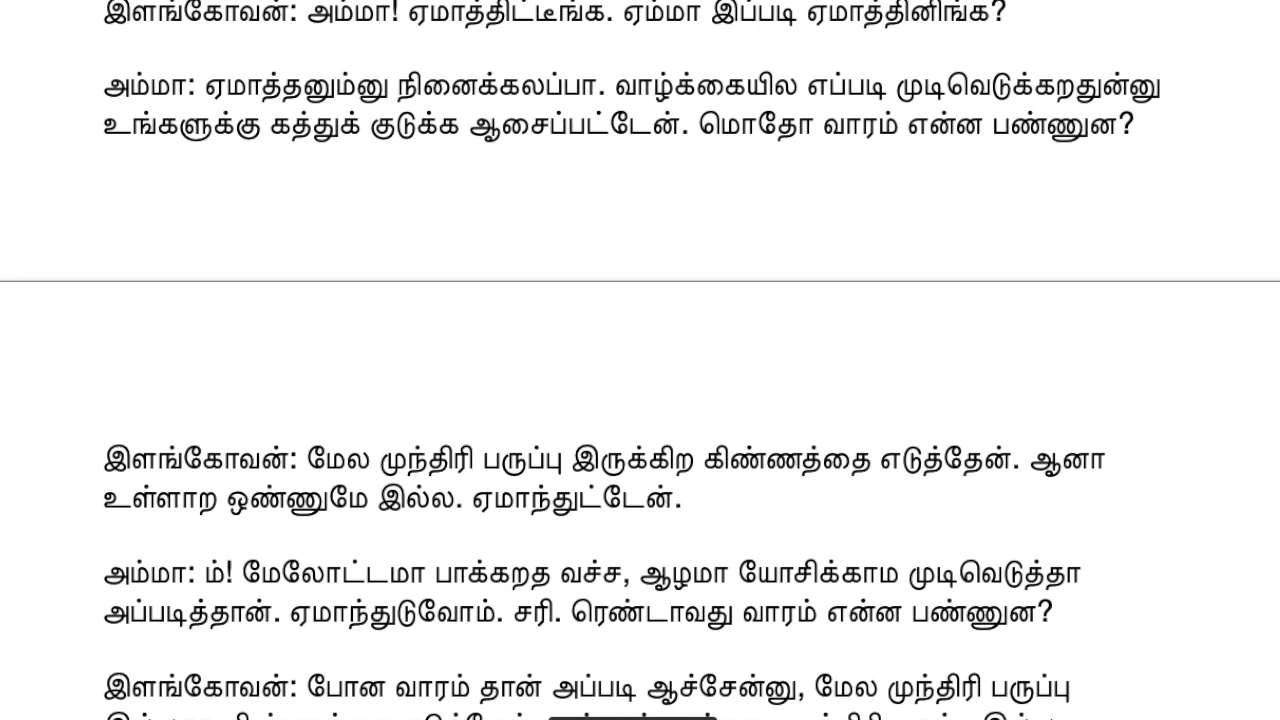 இளங்கோவன்: அம்மா! ஏமாத்திட்டீங்க. ஏம்மா இப்படி ஏமாத்தினிங்க?
அம்மா: ஏமாத்தனும்னு நினைக்கலப்பா. வாழ்க்கையில எப்படி முடிவெடுக்கறதுன்னு
உங்களுக்கு கத்துக் குடுக்க ஆசைப்பட்டேன். மொதோ வாரம் என்ன பண்ணுன?
இளங்கோவன்: மேல முந்திரி பருப்பு இருக்கிற கிண்ணத்தை எடுத்தேன். ஆனா
உள்ளாற ஒண்ணுமே இல்ல. ஏமாந்துட்டேன்.
அம்மா: ம்! மேலோட்டமா பாக்கறத வச்ச, ஆழமா யோசிக்காம முடிவெடுத்தா
அப்படித்தான். ஏமாந்துடுவோம். சரி. ரெண்டாவது வாரம் என்ன பண்ணுன?
இளங்கோவன்: போன வாரம் தான் அப்படி ஆச்சேன்னு, மேல முந்திரி பருப்பு